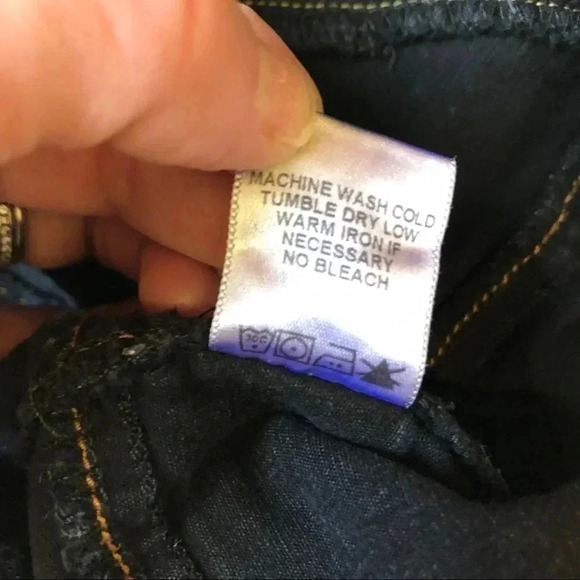 MACHINE WASH COLD
TUMBLE DRY LOW
WARM IRON IF
NECESSARY
NO BLEACH